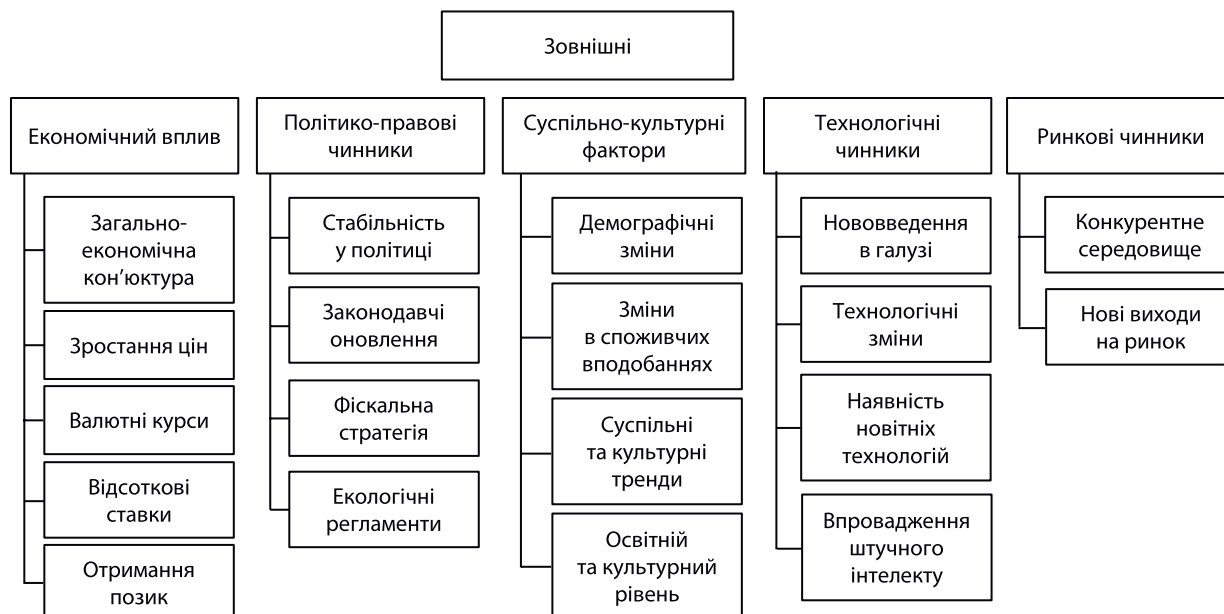 Зовнішні
Економічний вплив
Загально-
економічна
кон’юктура
Зростання цін
Валютні курси
Відсоткові
ставки
Отримання
позик
Політико-правові
чинники
Стабільність
у політиці
Законодавчі
оновлення
Фіскальна
стратегія
Екологічні
регламенти
Суспільно-культурні
фактори
Демографічні
зміни
Зміни
в споживчих
вподобаннях
Суспільні
та культурні
тренди
Освітній
та культурний
рівень
Технологічні
чинники
Нововведення
в галузі
Технологічні
зміни
Наявність
новітніх
технологій
Впровадження
штучного
інтелекту
Ринкові чинники
Конкурентне
середовище
Нові виходи
на ринок